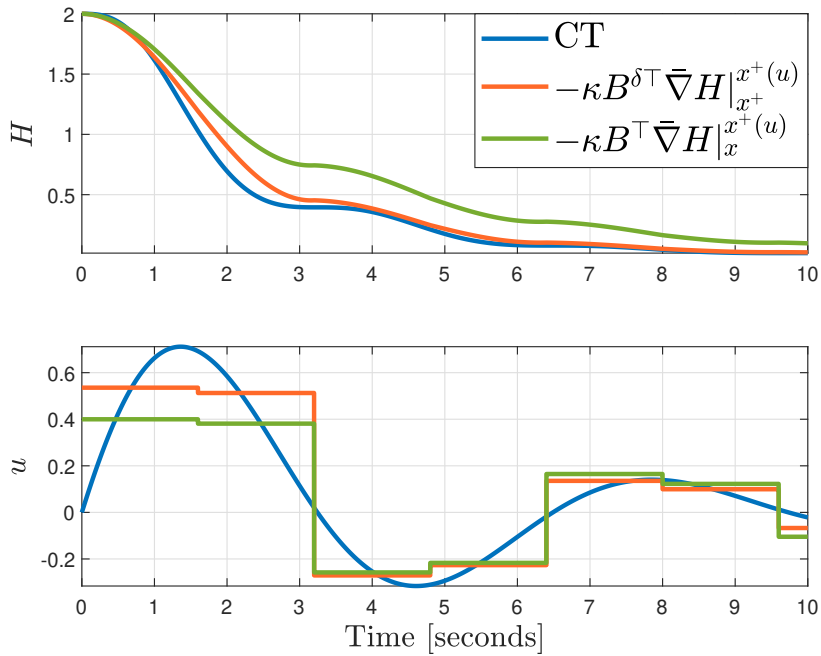 2
1.5
1
0.5
H
0 1 2 3 4 5 6 7 8 9 10
CT
−κB^{δ⊤} ∇̄H|_{x^+}^{x^+(u)}
−κB^⊤ ∇̄H|_x^{x^+(u)}
0.6
0.4
0.2
0
-0.2
u
0 1 2 3 4 5 6 7 8 9 10
Time [seconds]